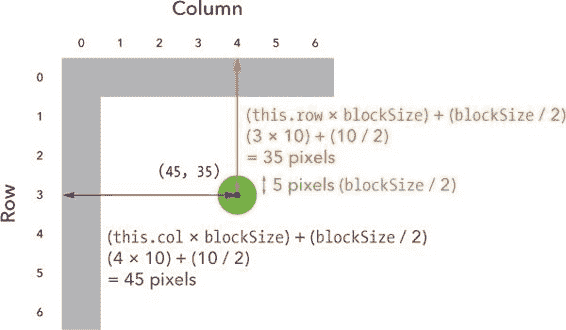 Column
0 1 2 3 4 5 6
0
1
(this.row × blockSize) + (blockSize / 2)
(3 × 10) + (10 / 2)
2
= 35 pixels
(45, 35)
5 pixels (blockSize / 2)
Row
3
4
(this.col × blockSize) + (blockSize / 2)
(4 × 10) + (10 / 2)
5
= 45 pixels
6